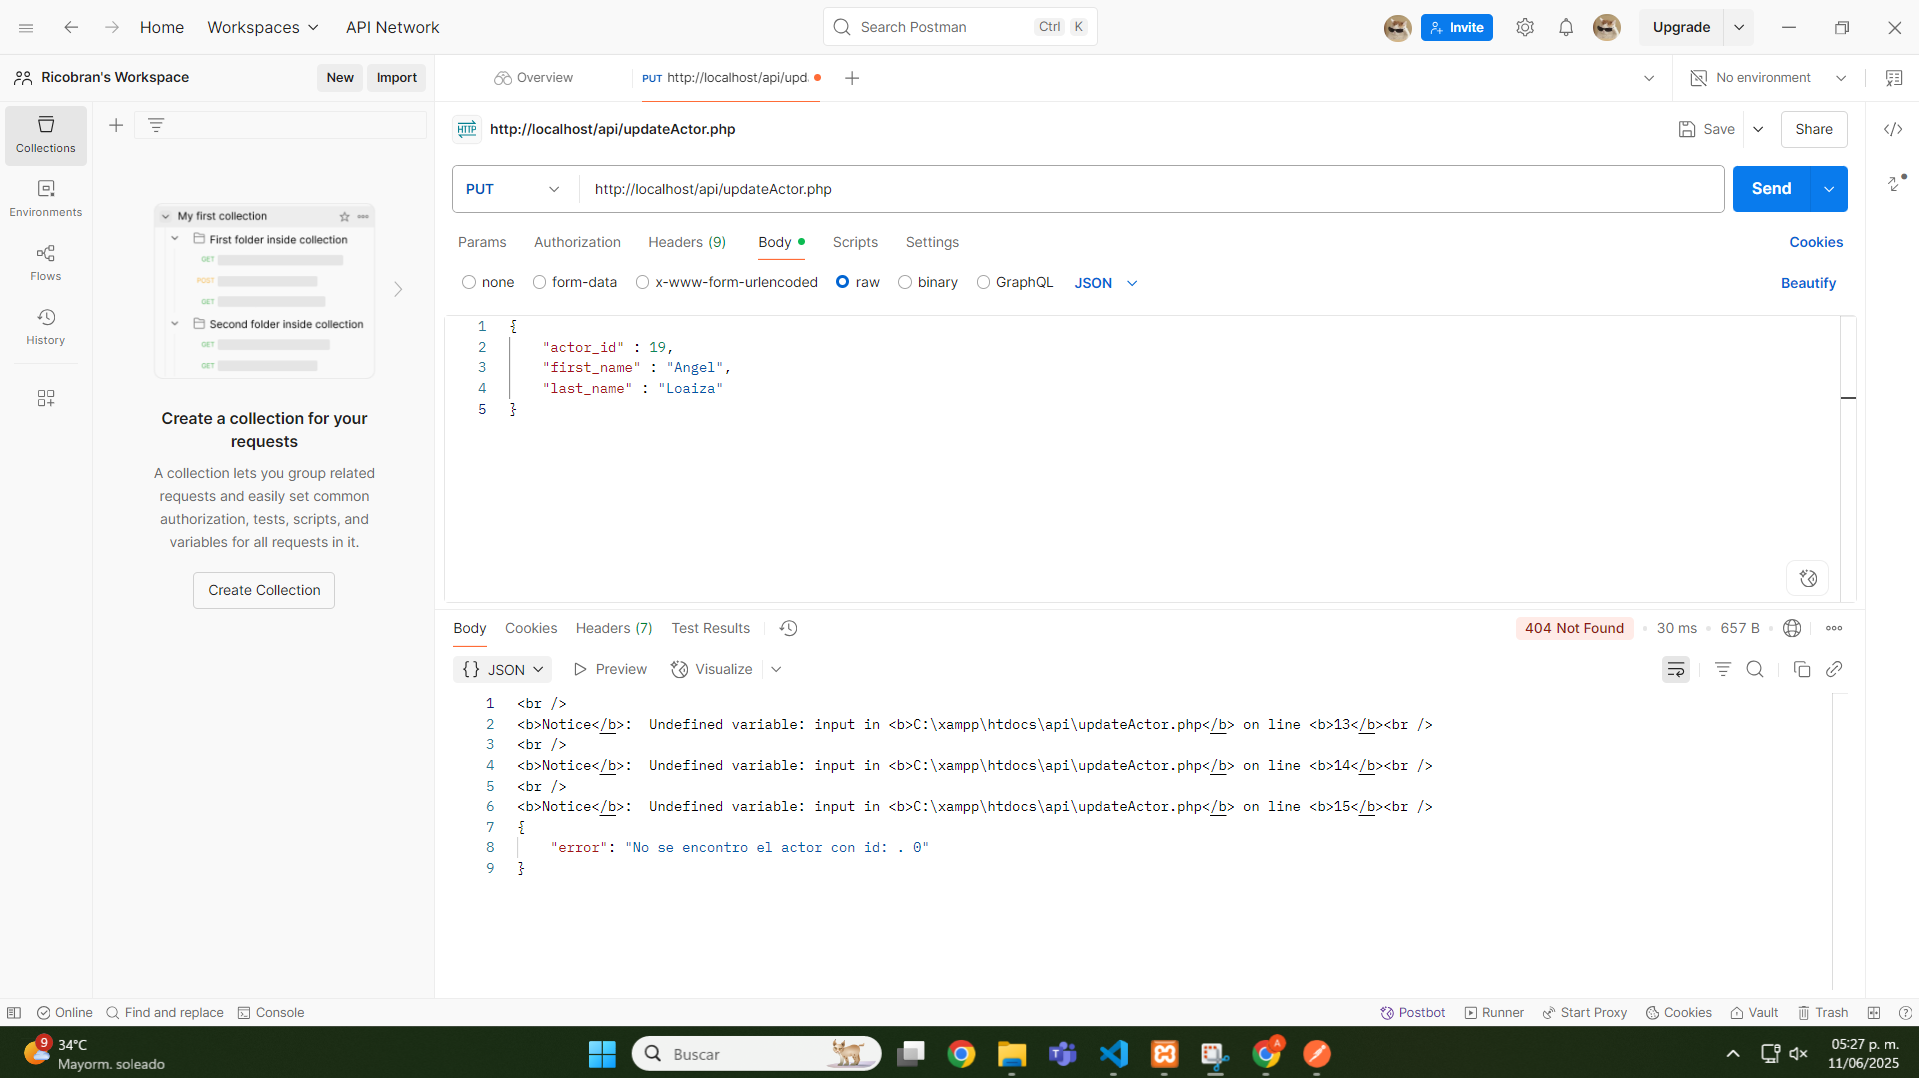 Home
Workspaces
API Network
Search Postman
Ctrl
K
Invite
Upgrade
Ricobran's Workspace
New
Import
Overview
PUT http://localhost/api/upd
No environment
Collections
Environments
Flows
History
My first collection
First folder inside collection
GET
POST
GET
Second folder inside collection
GET
GET
Create a collection for your
requests
A collection lets you group related
requests and easily set common
authorization, tests, scripts, and
variables for all requests in it.
Create Collection
HTTP
http://localhost/api/updateActor.php
Save
Share
PUT
http://localhost/api/updateActor.php
Send
Params
Authorization
Headers (9)
Body
Scripts
Settings
Cookies
none
form-data
x-www-form-urlencoded
raw
binary
GraphQL
JSON
Beautify
1 {
2 "actor_id" : 19,
3 "first_name" : "Angel",
4 "last_name" : "Loaiza"
5 }
Body
Cookies
Headers (7)
Test Results
404 Not Found
30 ms
657 B
{} JSON
Preview
Visualize
1 <br />
2 <b>Notice</b>:  Undefined variable: input in <b>C:\xampp\htdocs\api\updateActor.php</b> on line <b>13</b><br />
3 <br />
4 <b>Notice</b>:  Undefined variable: input in <b>C:\xampp\htdocs\api\updateActor.php</b> on line <b>14</b><br />
5 <br />
6 <b>Notice</b>:  Undefined variable: input in <b>C:\xampp\htdocs\api\updateActor.php</b> on line <b>15</b><br />
7 {
8 "error": "No se encontro el actor con id: . 0"
9 }
Online
Find and replace
Console
Postbot
Runner
Start Proxy
Cookies
Vault
Trash
9
34°C
Mayorm. soleado
Buscar
A
05:27 p. m.
11/06/2025